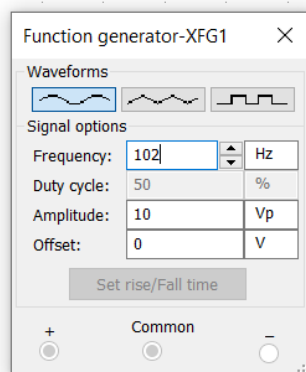 Function generator-XFG1
Waveforms
Signal options
Frequency: 102 Hz
Duty cycle: 50 %
Amplitude: 10 Vp
Offset: 0 V
Set rise/Fall time
+ Common −